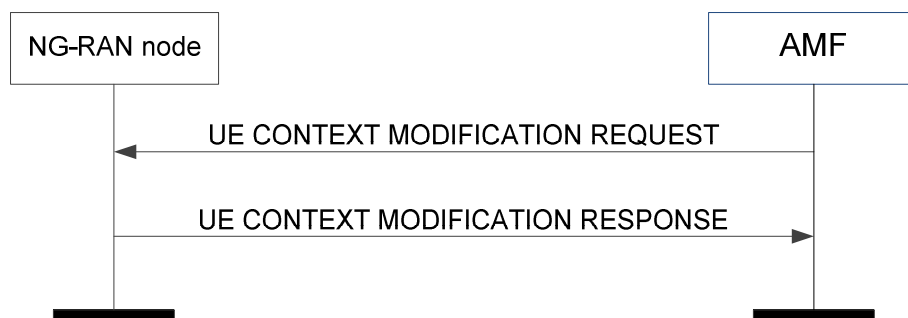 NG-RAN node
AMF
UE CONTEXT MODIFICATION REQUEST
UE CONTEXT MODIFICATION RESPONSE